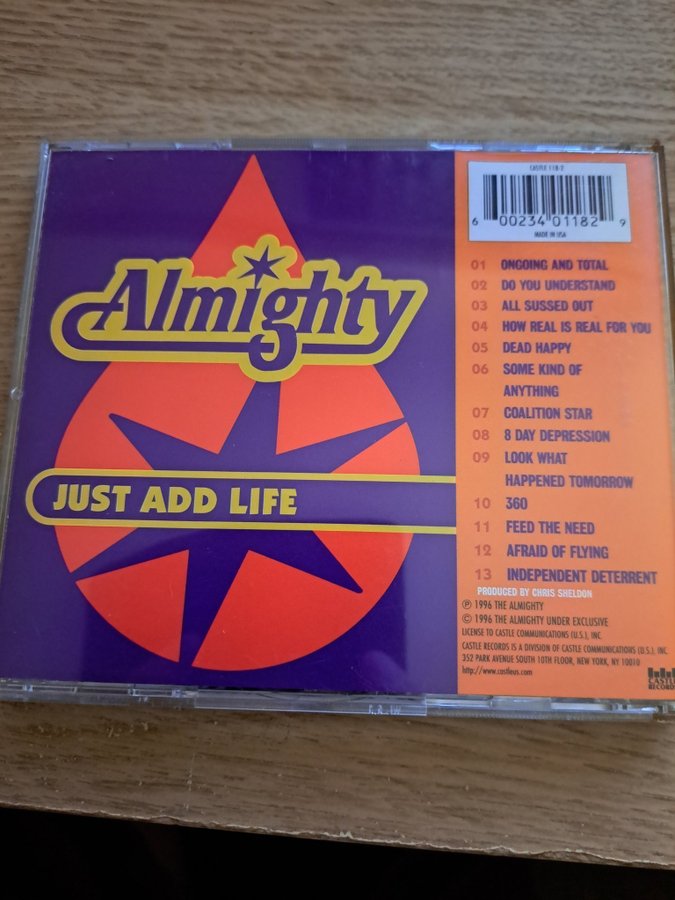 Almighty
JUST ADD LIFE
CASTLE 118-2
6 00234 01182 9
MADE IN USA
01 ONGOING AND TOTAL
02 DO YOU UNDERSTAND
03 ALL SUSSED OUT
04 HOW REAL IS REAL FOR YOU
05 DEAD HAPPY
06 SOME KIND OF
ANYTHING
07 COALITION STAR
08 8 DAY DEPRESSION
09 LOOK WHAT
HAPPENED TOMORROW
10 360
11 FEED THE NEED
12 AFRAID OF FLYING
13 INDEPENDENT DETERRENT
PRODUCED BY CHRIS SHELDON
℗ 1996 THE ALMIGHTY
© 1996 THE ALMIGHTY UNDER EXCLUSIVE
LICENSE TO CASTLE COMMUNICATIONS (U.S.), INC.
CASTLE RECORDS IS A DIVISION OF CASTLE COMMUNICATIONS (U.S.), INC.
352 PARK AVENUE SOUTH 10TH FLOOR, NEW YORK, NY 10010
http://www.castleus.com
CASTLE
RECORDS